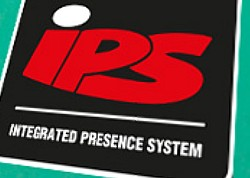 iPS
INTEGRATED PRESENCE SYSTEM